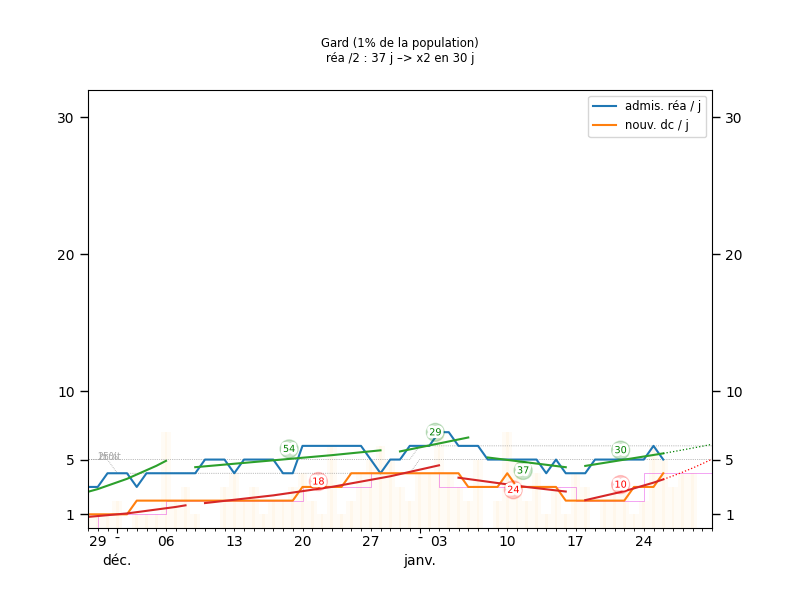 Gard (1% de la population)
réa /2 : 37 j –> x2 en 30 j
admis. réa / j
nouv. dc / j
30 30
20 20
10 10
5 5
1 1
54
29
37
30
18
24
10
29 - 06 13 20 27 - 03 10 17 24
déc. janv.